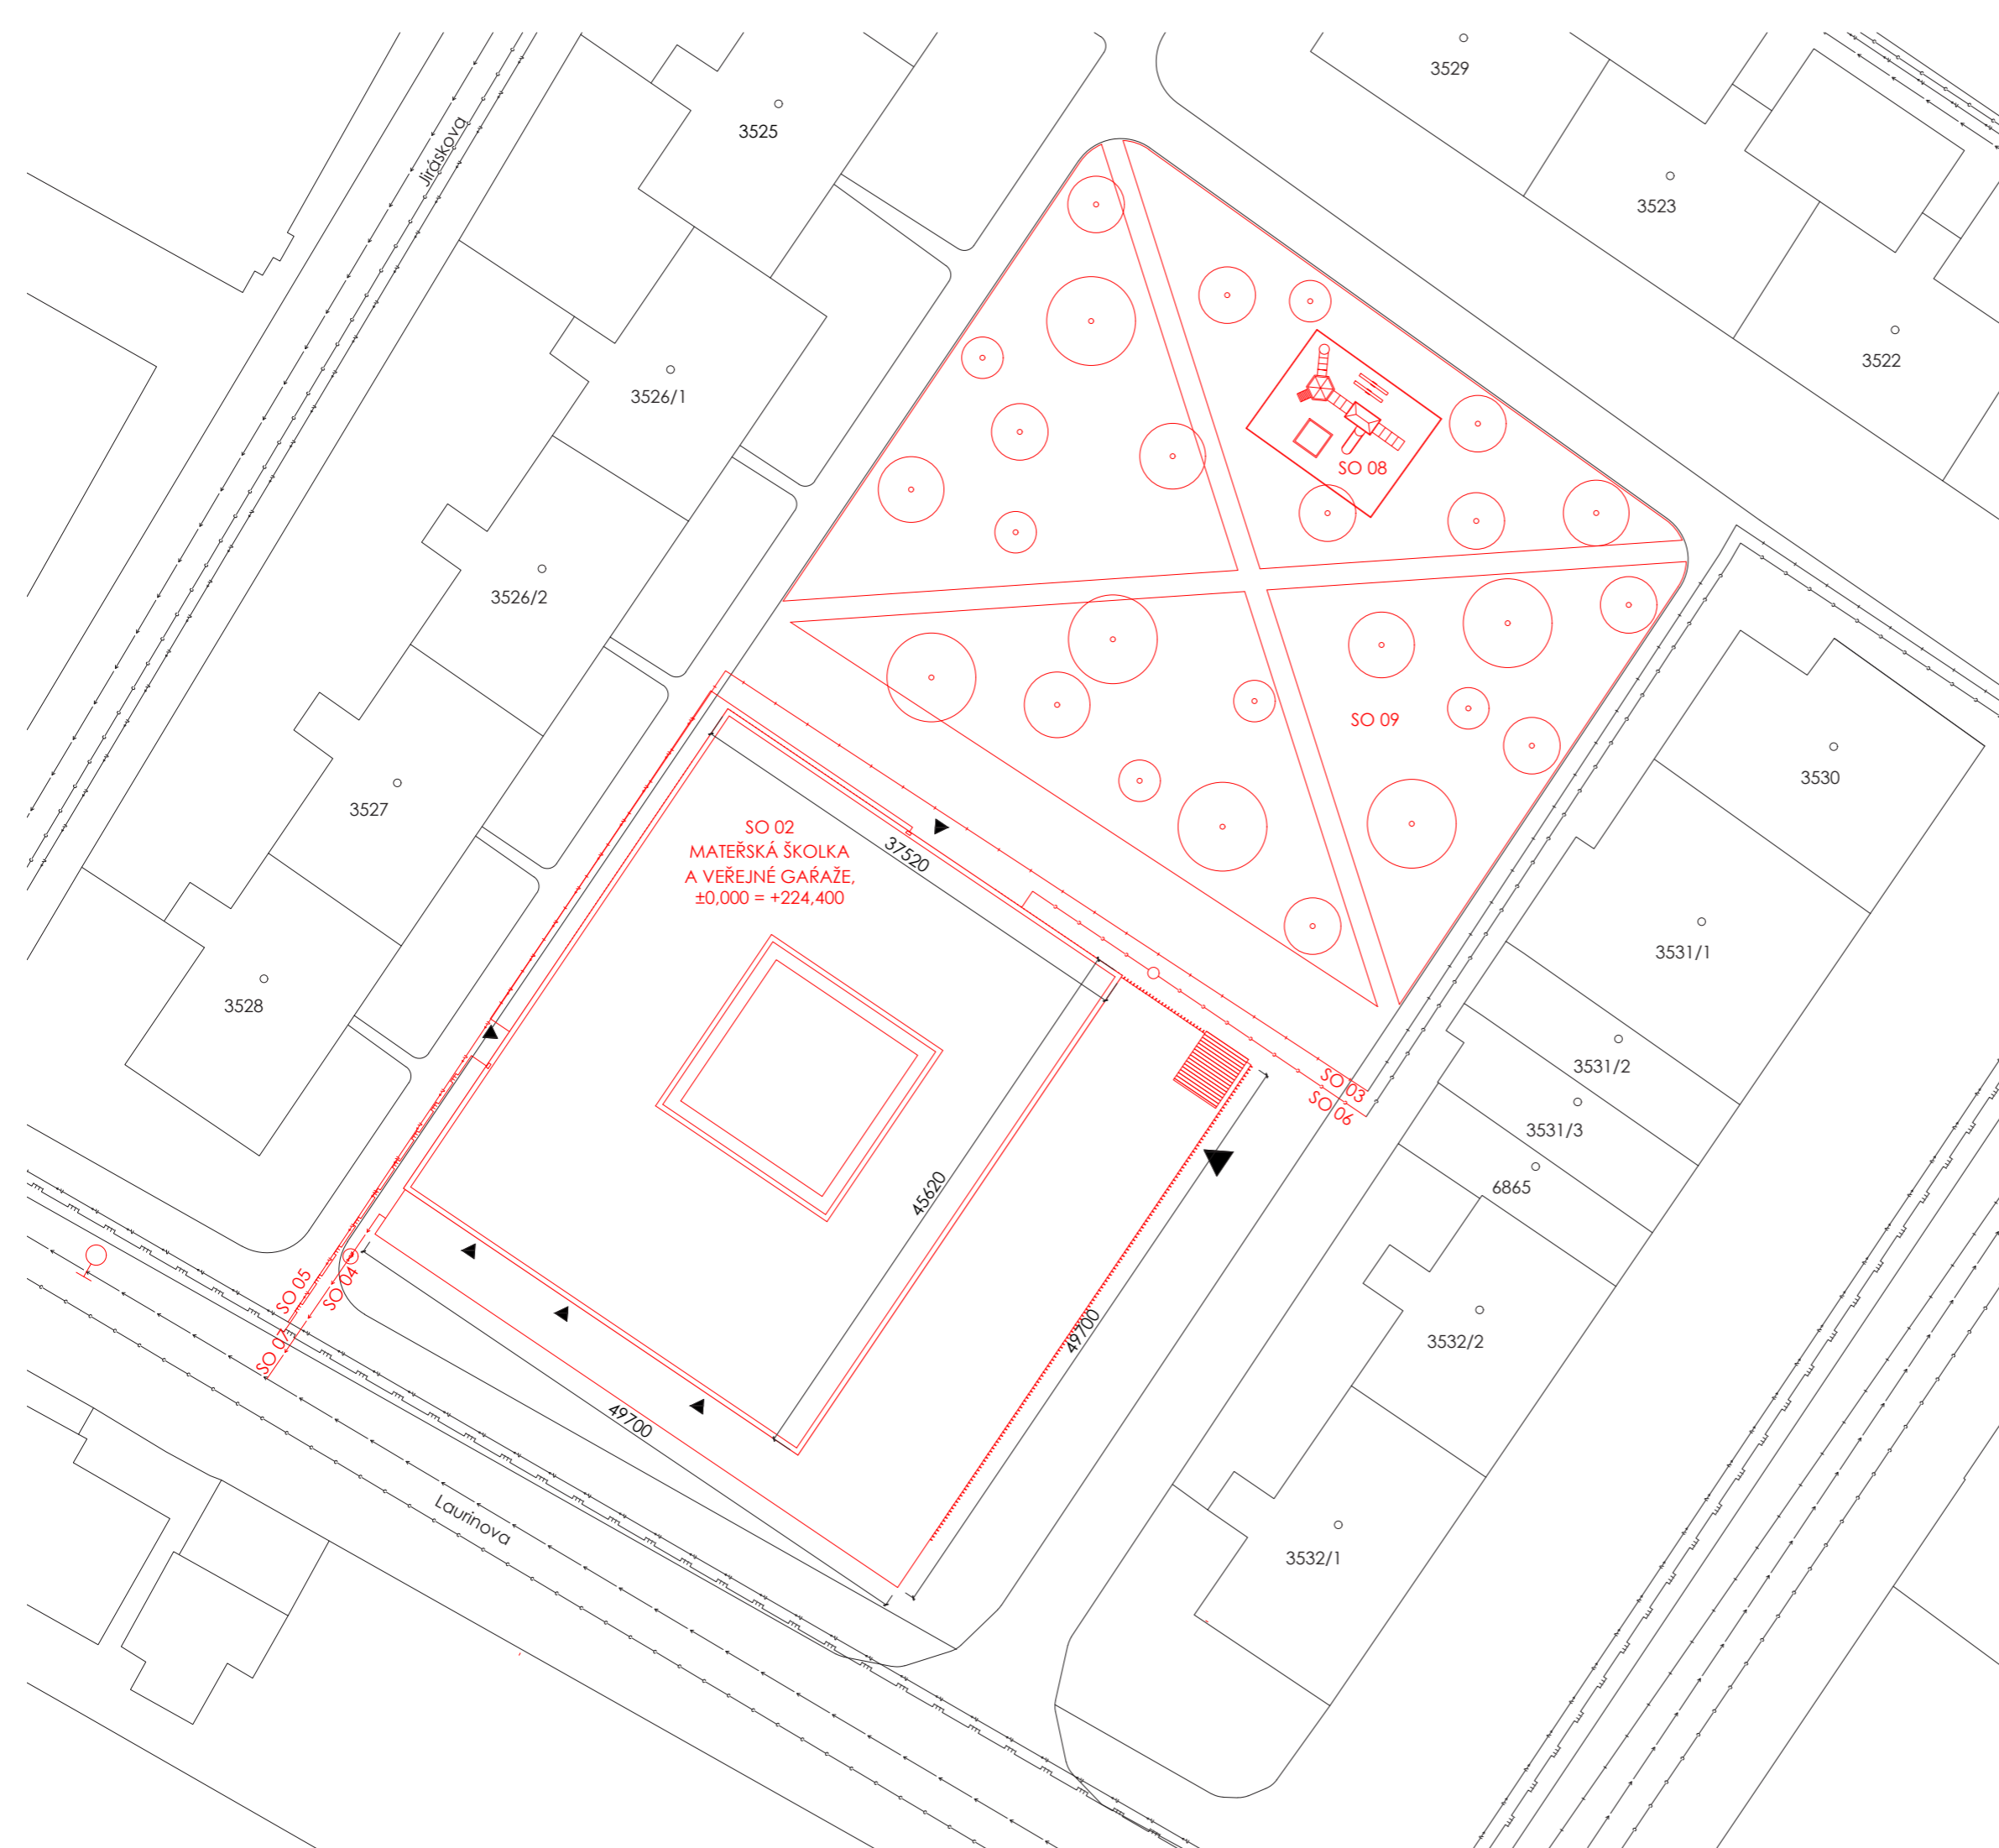 3529
3525
Jiráskova
3523
3522
3526/1
SO 08
3526/2
SO 09
3530
3527
SO 02
MATEŘSKÁ ŠKOLKA
A VEŘEJNÉ GAŔAŽE,
±0,000 = +224,400
37520
3531/1
3528
3531/2
SO 03
SO 06
3531/3
45620
6865
SO 05
SO 04
SO 07
49700
3532/2
49700
Laurinova
3532/1